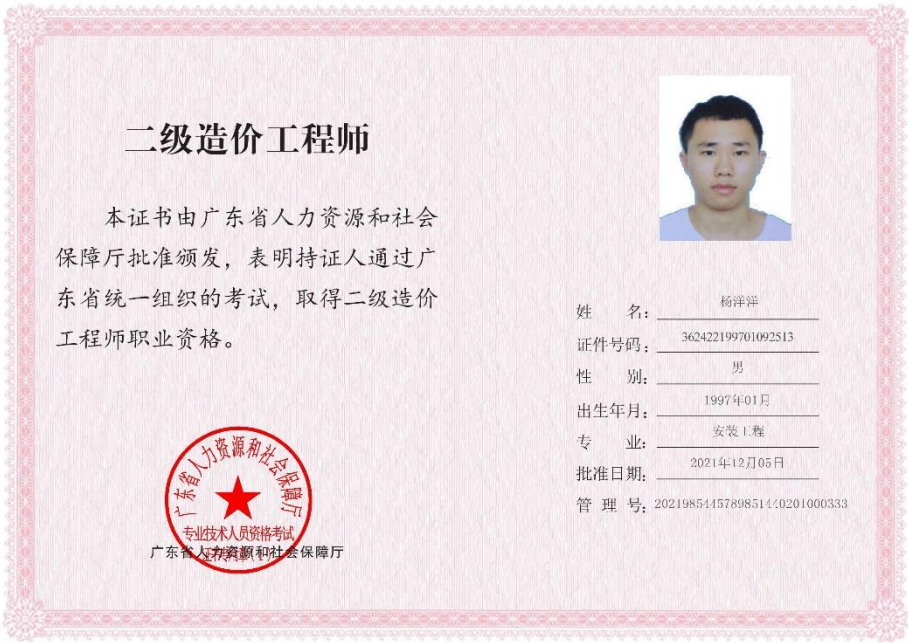 二级造价工程师
本证书由广东省人力资源和社会
保障厅批准颁发，表明持证人通过广
东省统一组织的考试，取得二级造价
工程师职业资格。
广东省人力资源和社会保障厅
专业技术人员资格考试
广东省人力资源和社会保障厅
姓 名：杨洋洋
证件号码：362422199701092513
性 别：男
出生年月：1997年01月
专 业：安装工程
批准日期：2021年12月05日
管 理 号：